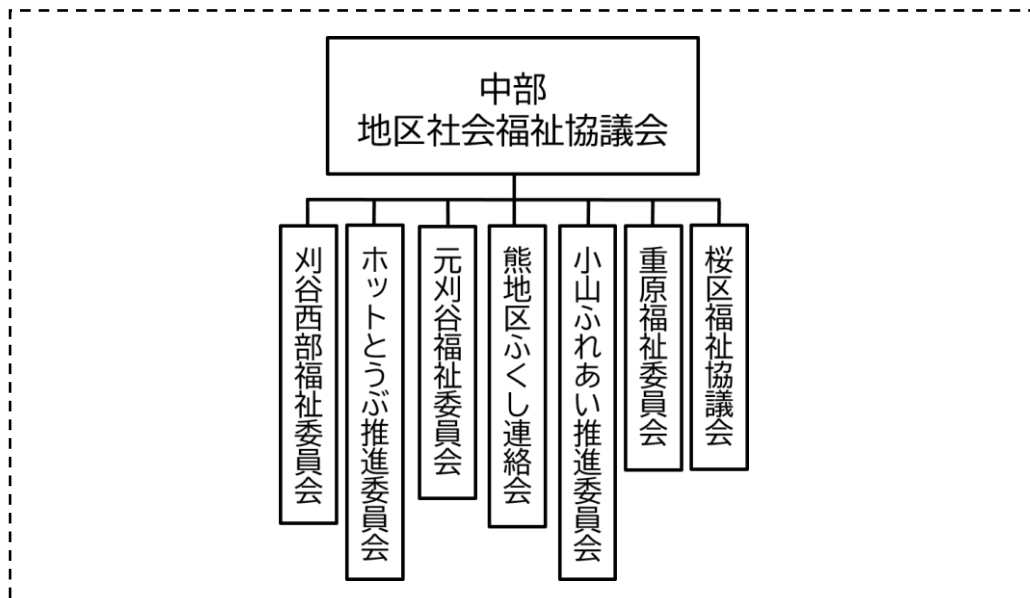 中部
地区社会福祉協議会
刈谷西部福祉委員会
ホットとうぶ推進委員会
元刈谷福祉委員会
熊地区ふくし連絡会
小山ふれあい推進委員会
重原福祉委員会
桜区福祉協議会